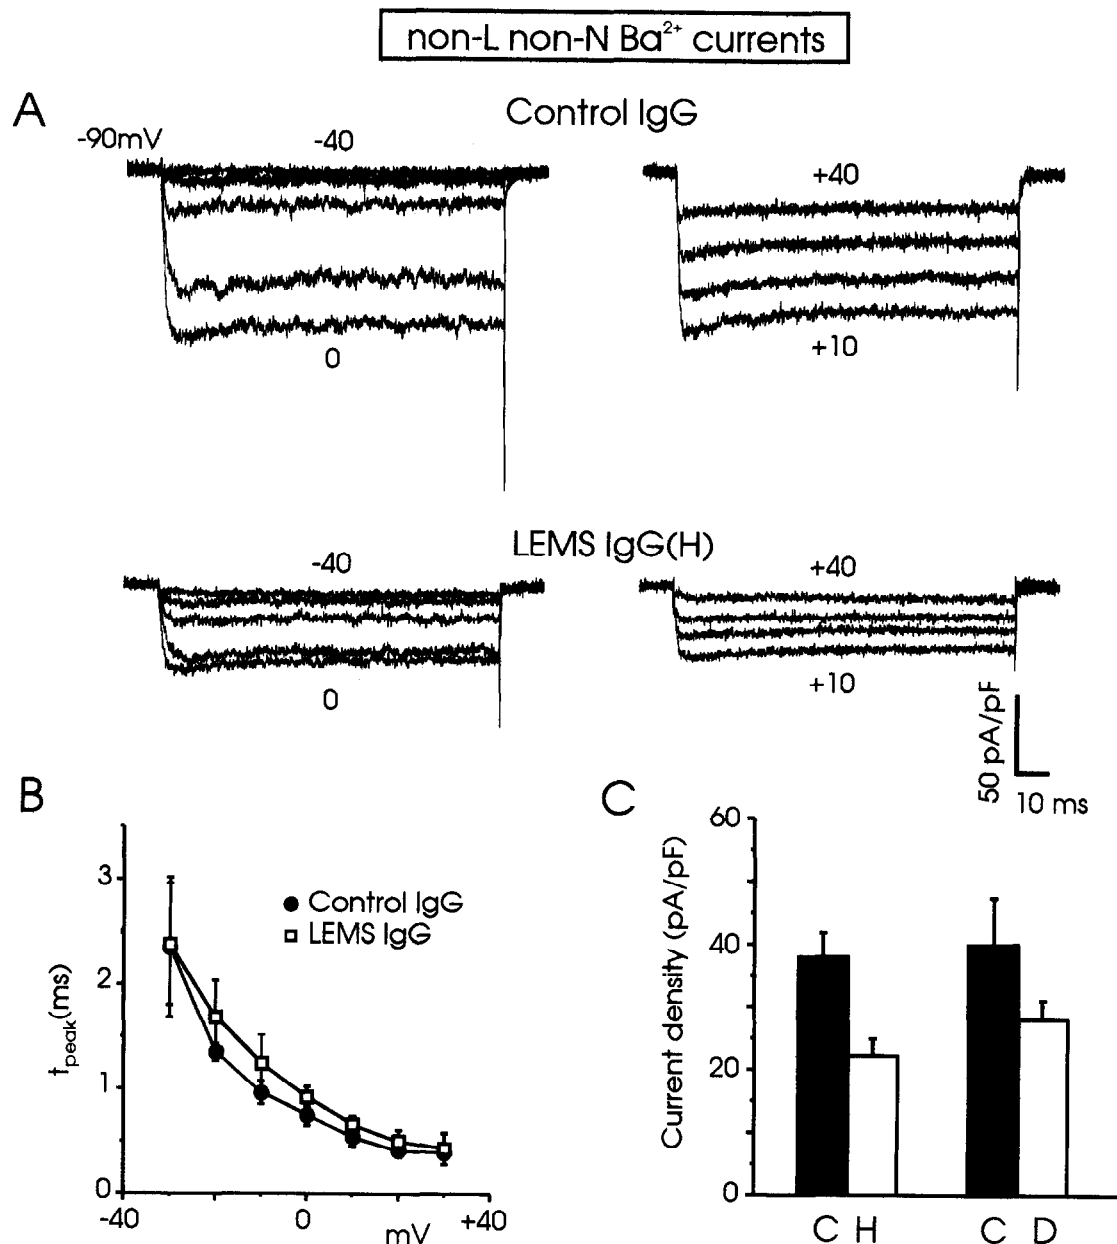 non-L non-N Ba²⁺ currents
A
Control IgG
-90mV
-40
+40
0
+10
LEMS IgG(H)
-40
+40
0
+10
50 pA/pF
10 ms
B
3
2
1
0
t_peak(ms)
Control IgG
LEMS IgG
-40
0
mV
+40
C
60
40
20
0
Current density (pA/pF)
C H
C D